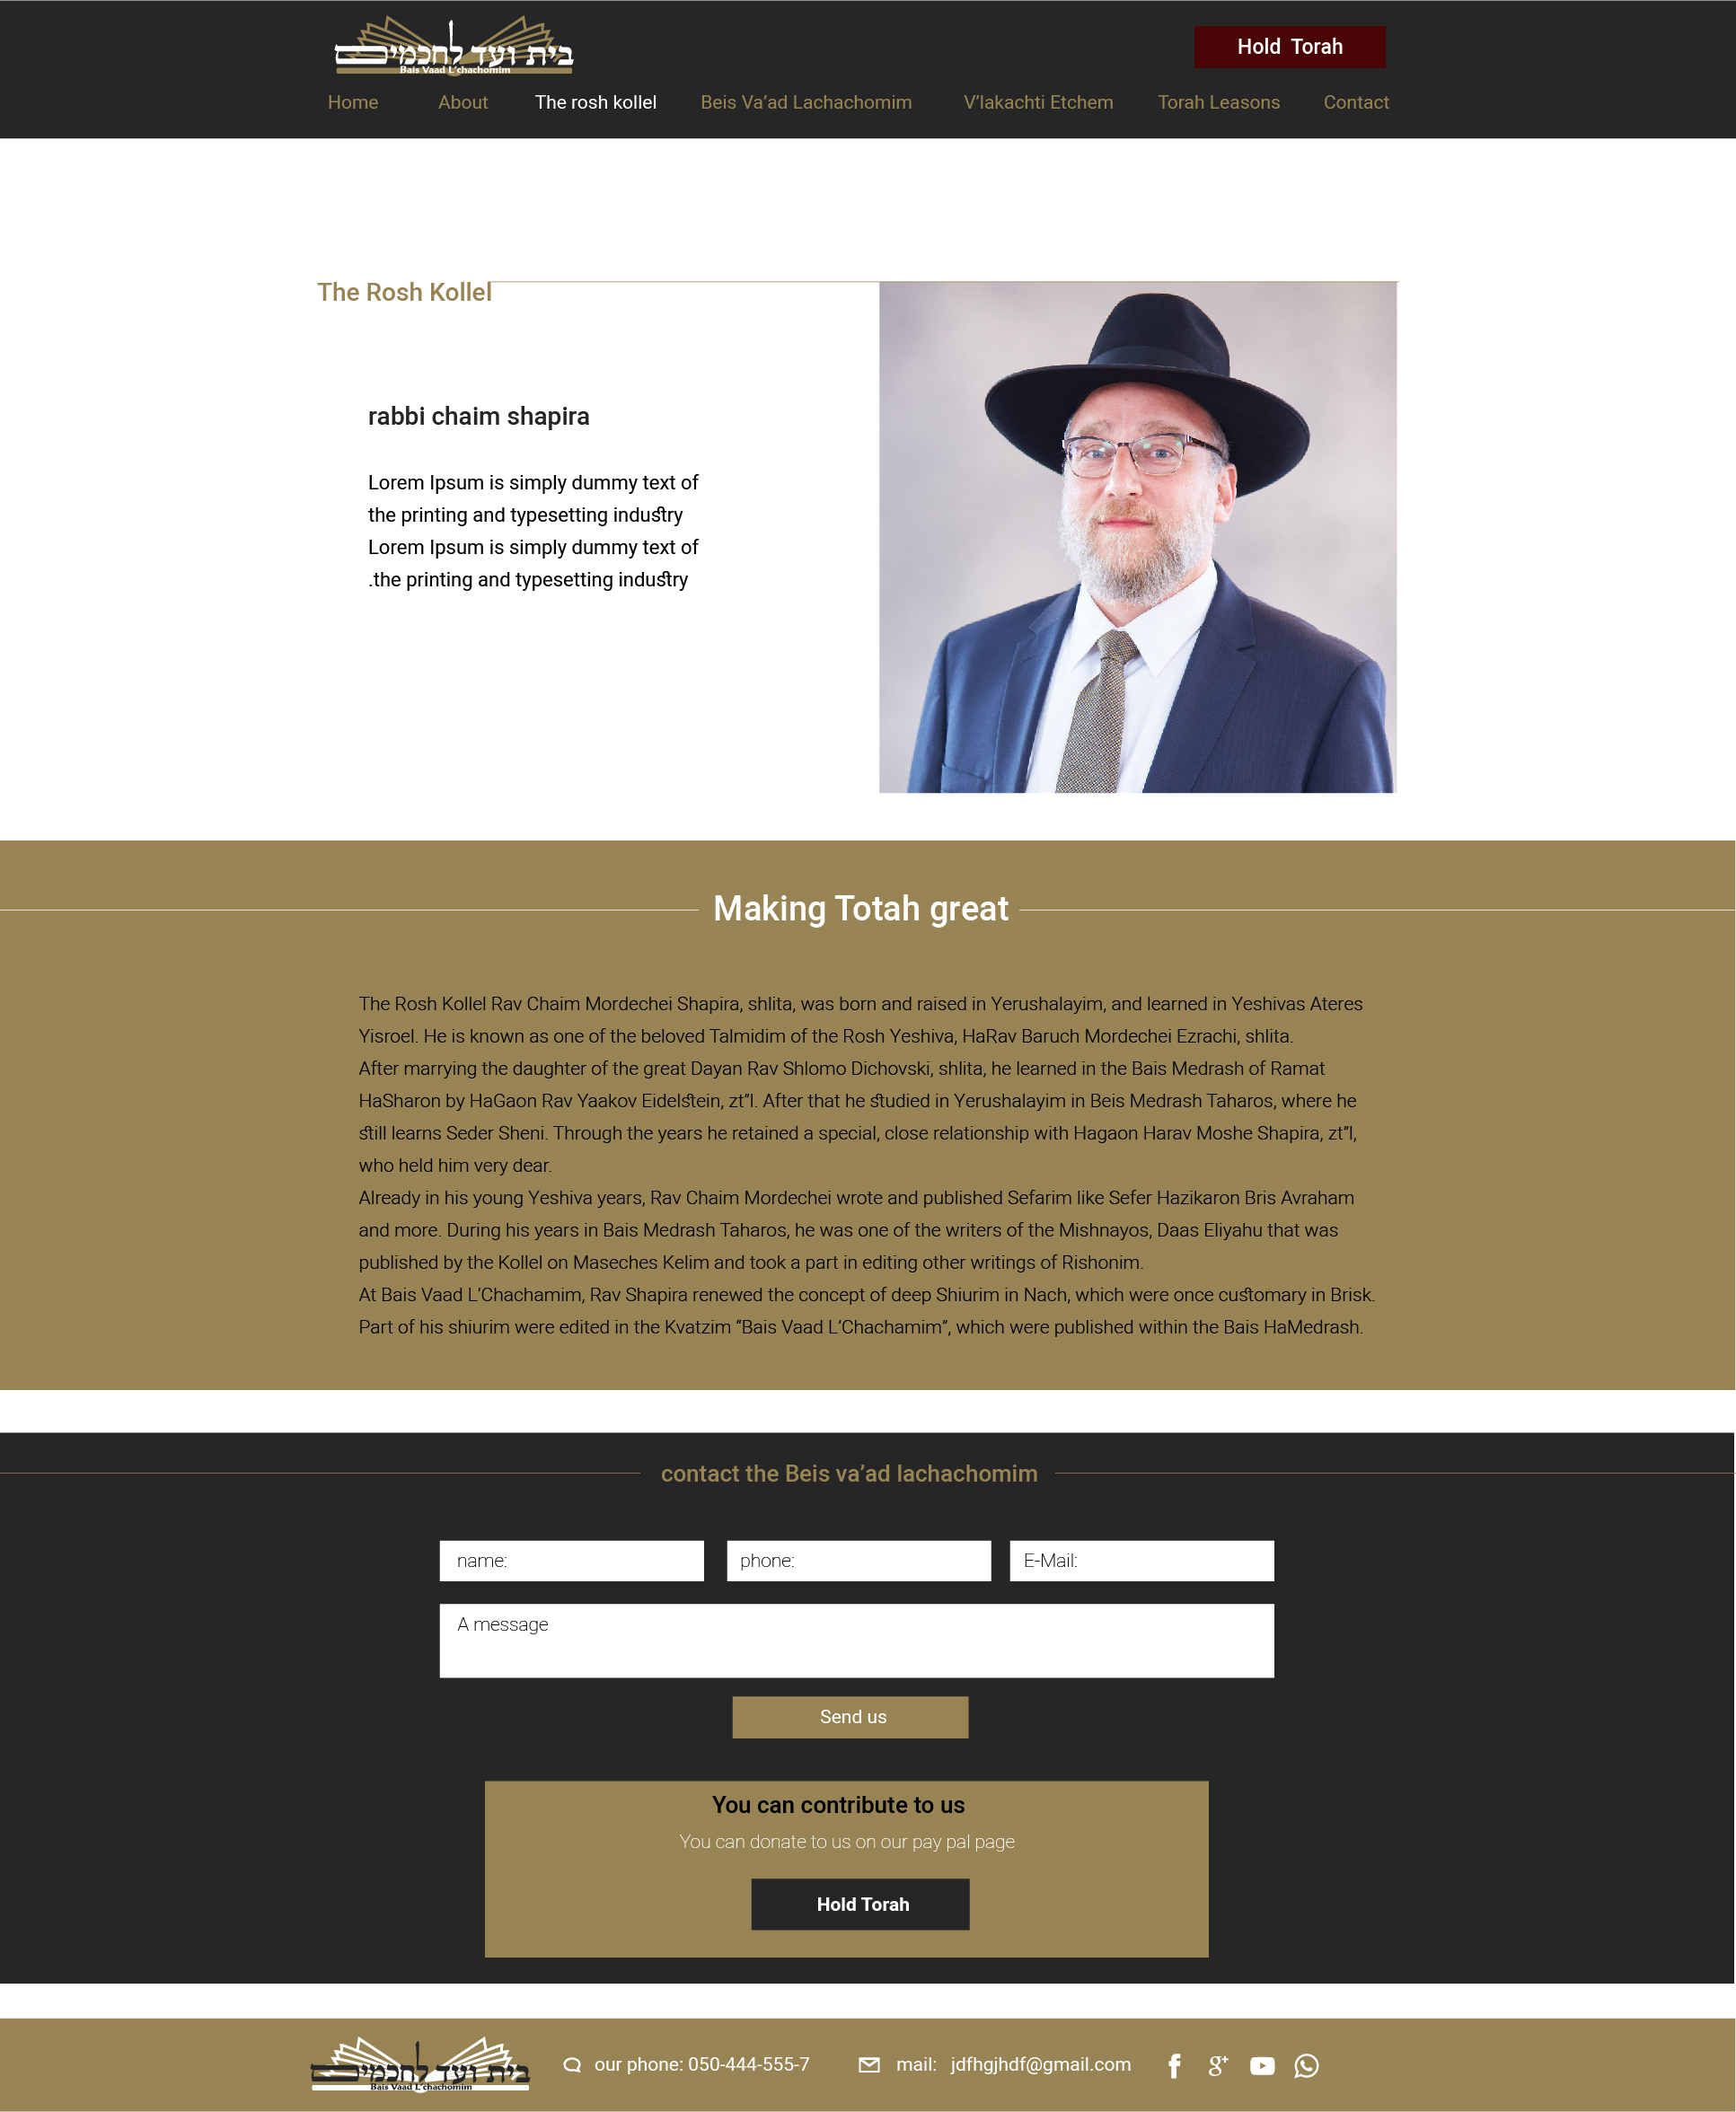 בית ועד לחכמים
Bais Vaad L'chachomim
Hold Torah
Home About The rosh kollel Beis Va’ad Lachachomim V’lakachti Etchem Torah Leasons Contact
The Rosh Kollel
rabbi chaim shapira
Lorem Ipsum is simply dummy text of
the printing and typesetting industry
Lorem Ipsum is simply dummy text of
.the printing and typesetting industry
Making Totah great
The Rosh Kollel Rav Chaim Mordechei Shapira, shlita, was born and raised in Yerushalayim, and learned in Yeshivas Ateres
Yisroel. He is known as one of the beloved Talmidim of the Rosh Yeshiva, HaRav Baruch Mordechei Ezrachi, shlita.
After marrying the daughter of the great Dayan Rav Shlomo Dichovski, shlita, he learned in the Bais Medrash of Ramat
HaSharon by HaGaon Rav Yaakov Eidelstein, zt”l. After that he studied in Yerushalayim in Beis Medrash Taharos, where he
still learns Seder Sheni. Through the years he retained a special, close relationship with Hagaon Harav Moshe Shapira, zt”l,
who held him very dear.
Already in his young Yeshiva years, Rav Chaim Mordechei wrote and published Sefarim like Sefer Hazikaron Bris Avraham
and more. During his years in Bais Medrash Taharos, he was one of the writers of the Mishnayos, Daas Eliyahu that was
published by the Kollel on Maseches Kelim and took a part in editing other writings of Rishonim.
At Bais Vaad L’Chachamim, Rav Shapira renewed the concept of deep Shiurim in Nach, which were once customary in Brisk.
Part of his shiurim were edited in the Kvatzim “Bais Vaad L’Chachamim”, which were published within the Bais HaMedrash.
contact the Beis va’ad lachachomim
name: phone: E-Mail:
A message
Send us
You can contribute to us
You can donate to us on our pay pal page
Hold Torah
בית ועד לחכמים
Bais Vaad L'chachomim
our phone: 050-444-555-7 mail: jdfhgjhdf@gmail.com